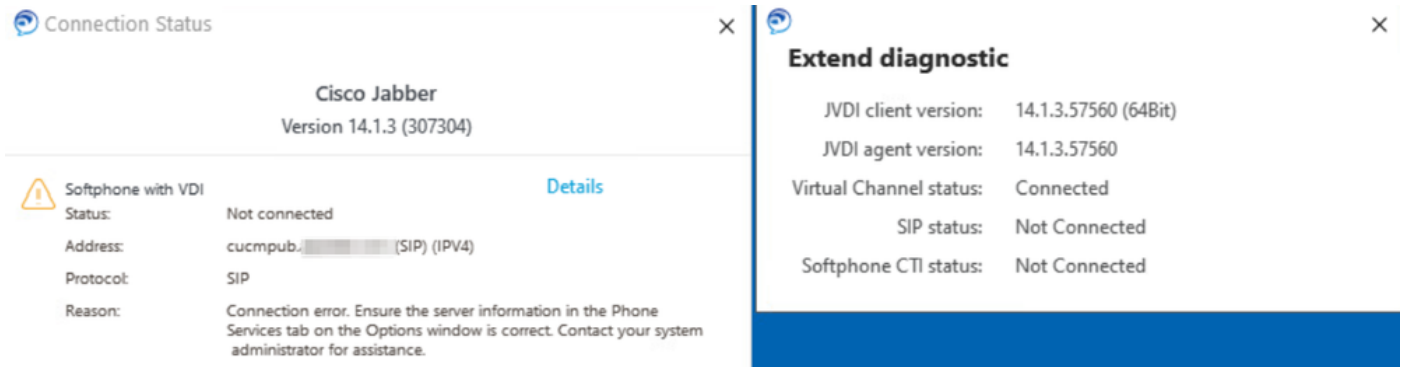 Connection Status
Cisco Jabber
Version 14.1.3 (307304)
Softphone with VDI
Details
Status: Not connected
Address: cucmpub. (SIP) (IPV4)
Protocol: SIP
Reason: Connection error. Ensure the server information in the Phone
Services tab on the Options window is correct. Contact your system
administrator for assistance.
Extend diagnostic
JVDI client version: 14.1.3.57560 (64Bit)
JVDI agent version: 14.1.3.57560
Virtual Channel status: Connected
SIP status: Not Connected
Softphone CTI status: Not Connected